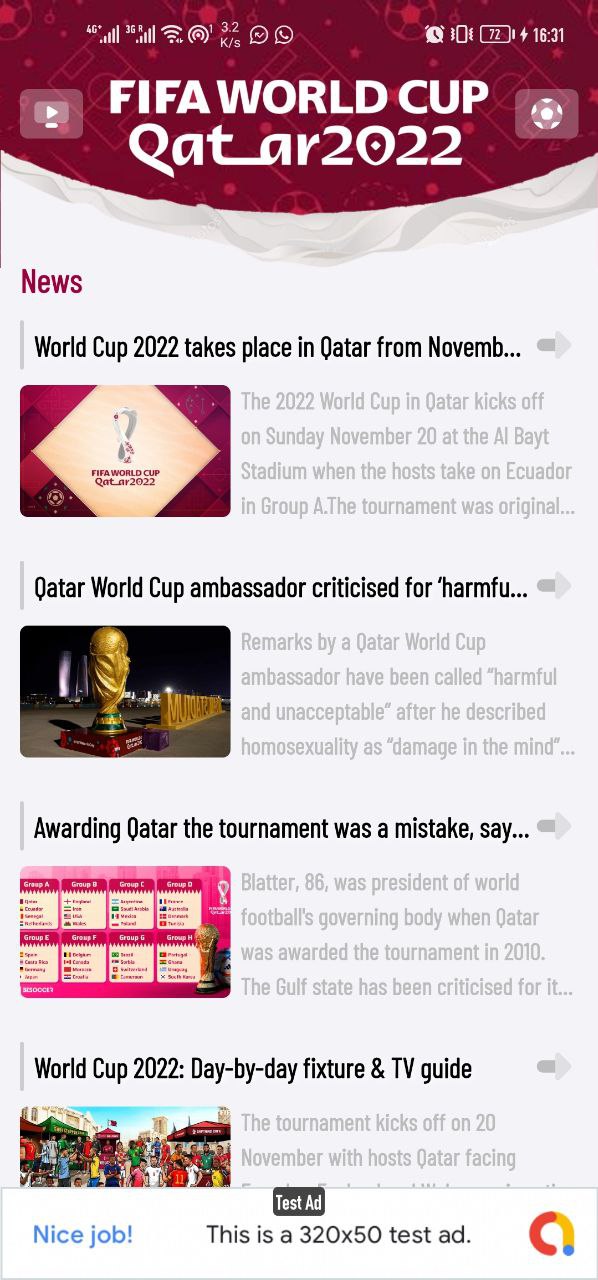 4G+ 3G R 3.2 K/s 72 16:31
FIFA WORLD CUP
Qatar2022
News
World Cup 2022 takes place in Qatar from Novemb...
FIFA WORLD CUP
Qatar2022
The 2022 World Cup in Qatar kicks off
on Sunday November 20 at the Al Bayt
Stadium when the hosts take on Ecuador
in Group A.The tournament was original...
Qatar World Cup ambassador criticised for ‘harmfu...
Remarks by a Qatar World Cup
ambassador have been called “harmful
and unacceptable” after he described
homosexuality as “damage in the mind”...
Awarding Qatar the tournament was a mistake, say...
Group A Group B Group C Group D
Qatar England Argentina France
Ecuador Iran Saudi Arabia Australia
Senegal USA Mexico Denmark
Netherlands Wales Poland Tunisia
Group E Group F Group G Group H
Spain Belgium Brazil Portugal
Costa Rica Canada Serbia Ghana
Germany Morocco Switzerland Uruguay
Japan Croatia Cameroon South Korea
Blatter, 86, was president of world
football's governing body when Qatar
was awarded the tournament in 2010.
The Gulf state has been criticised for it...
World Cup 2022: Day-by-day fixture & TV guide
The tournament kicks off on 20
November with hosts Qatar facing
Test Ad
Nice job! This is a 320x50 test ad.